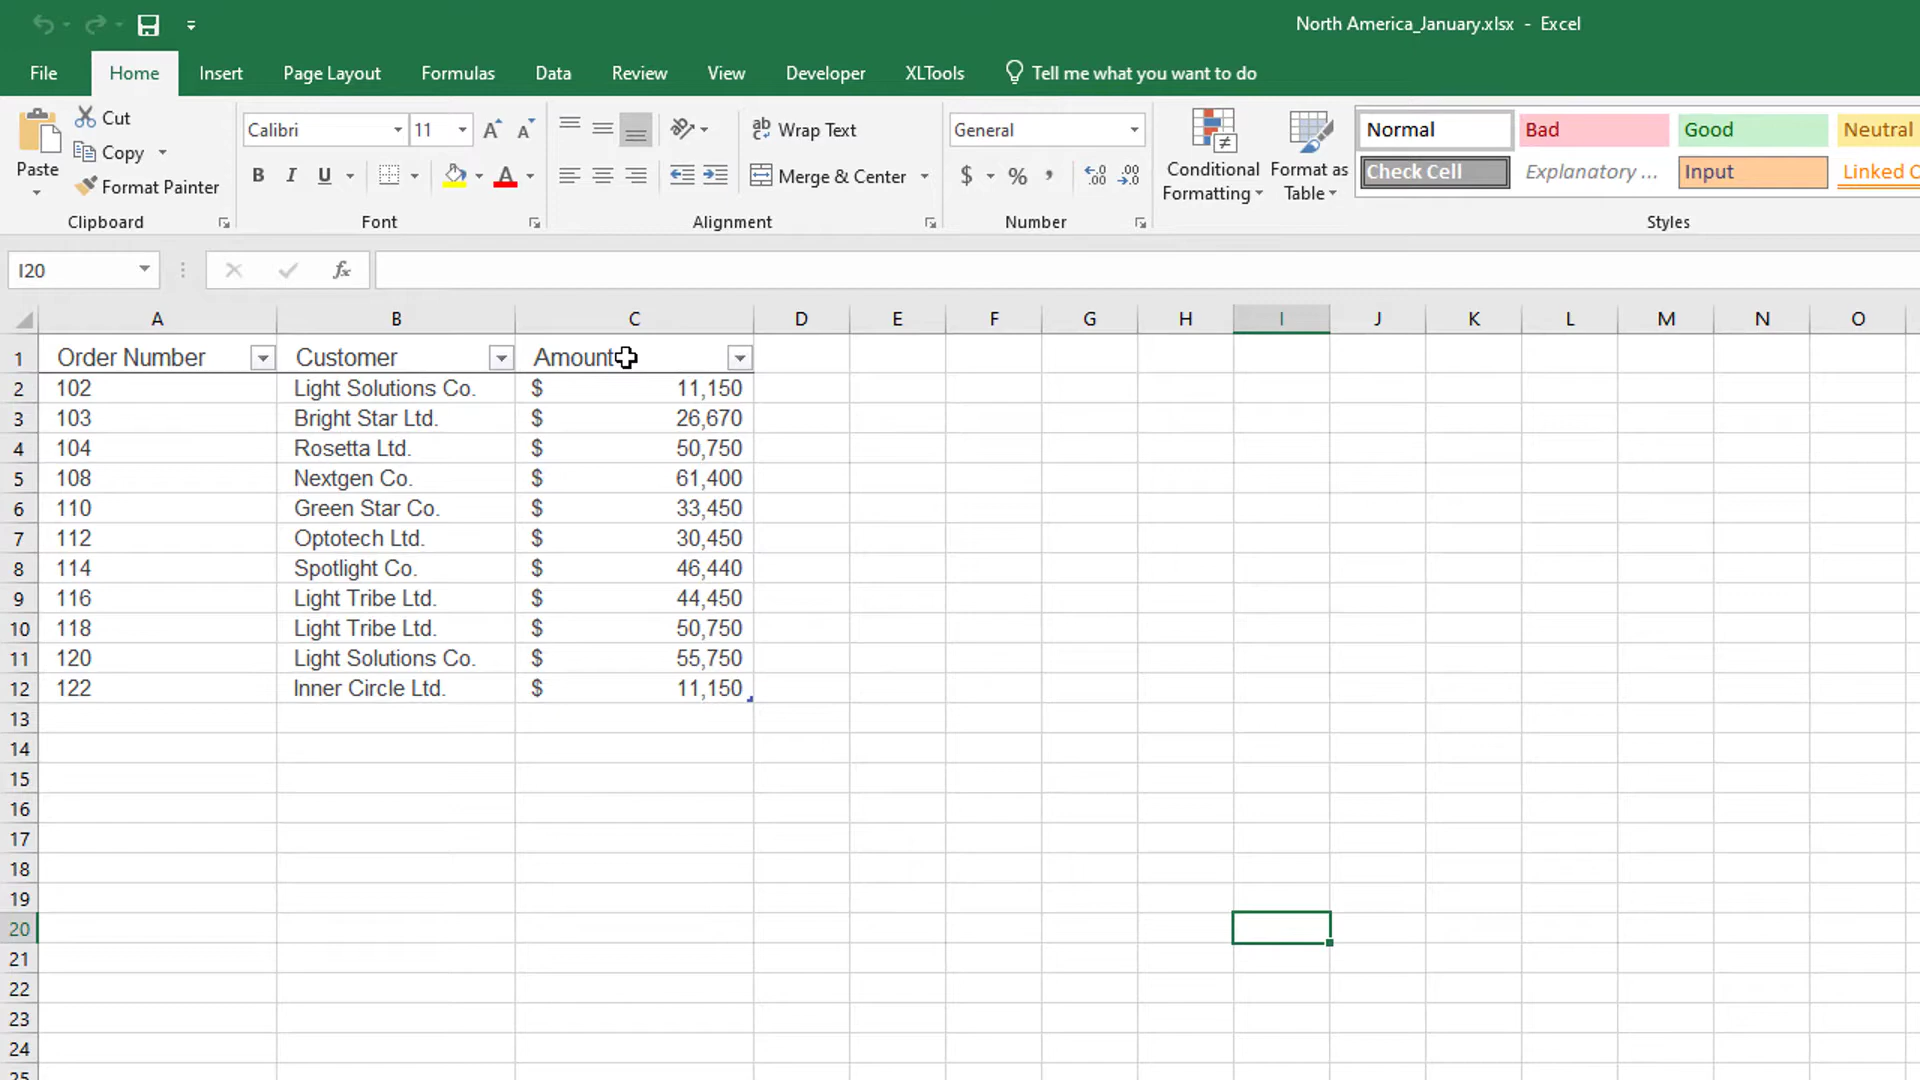 North America_January.xlsx - Excel
File Home Insert Page Layout Formulas Data Review View Developer XLTools Tell me what you want to do
Paste
Cut
Copy
Format Painter
Clipboard
Calibri 11
B I U
Font
Wrap Text
Merge & Center
Alignment
General
$ % ,
Number
Conditional Formatting
Format as Table
Normal Bad Good Neutral
Check Cell Explanatory ... Input Linked C
Styles
I20 fx
A B C D E F G H I J K L M N O
1 Order Number Customer Amount
2 102 Light Solutions Co. $ 11,150
3 103 Bright Star Ltd. $ 26,670
4 104 Rosetta Ltd. $ 50,750
5 108 Nextgen Co. $ 61,400
6 110 Green Star Co. $ 33,450
7 112 Optotech Ltd. $ 30,450
8 114 Spotlight Co. $ 46,440
9 116 Light Tribe Ltd. $ 44,450
10 118 Light Tribe Ltd. $ 50,750
11 120 Light Solutions Co. $ 55,750
12 122 Inner Circle Ltd. $ 11,150
13
14
15
16
17
18
19
20
21
22
23
24
25